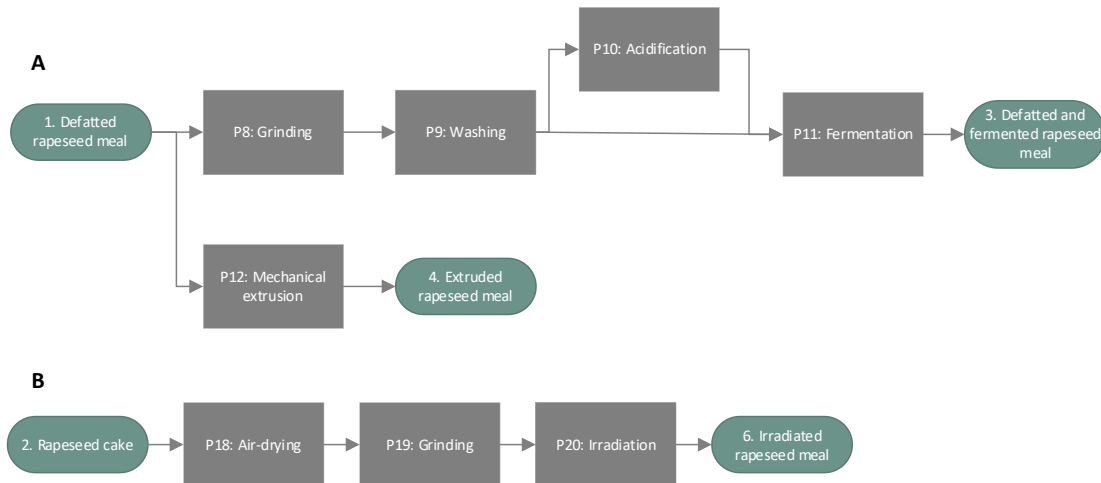 A
P10: Acidification
1. Defatted
rapeseed meal
P8: Grinding
P9: Washing
P11: Fermentation
3. Defatted and
fermented rapeseed
meal
P12: Mechanical
extrusion
4. Extruded
rapeseed meal
B
2. Rapeseed cake
P18: Air-drying
P19: Grinding
P20: Irradiation
6. Irradiated
rapeseed meal